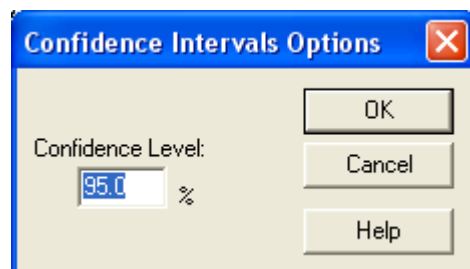 Confidence Intervals Options
OK
Confidence Level:
95.0 %
Cancel
Help